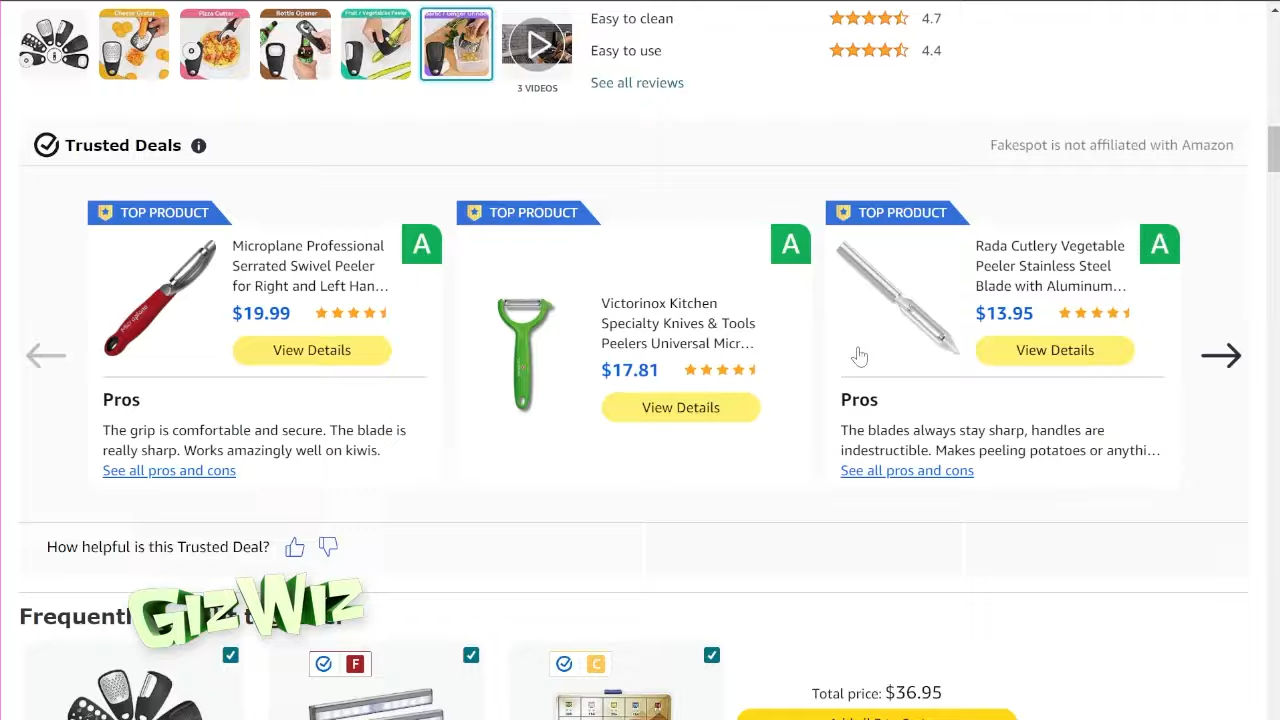 Cheese Grater
Pizza Cutter
Bottle Opener
Fruit / Vegetables Peeler
3 VIDEOS
Easy to clean
4.7
Easy to use
4.4
See all reviews
Trusted Deals
Fakespot is not affiliated with Amazon
TOP PRODUCT
A
Microplane Professional
Serrated Swivel Peeler
for Right and Left Han...
$19.99
View Details
Pros
The grip is comfortable and secure. The blade is
really sharp. Works amazingly well on kiwis.
See all pros and cons
TOP PRODUCT
A
Victorinox Kitchen
Specialty Knives & Tools
Peelers Universal Micr...
$17.81
View Details
TOP PRODUCT
A
Rada Cutlery Vegetable
Peeler Stainless Steel
Blade with Aluminum...
$13.95
View Details
Pros
The blades always stay sharp, handles are
indestructible. Makes peeling potatoes or anythi...
See all pros and cons
How helpful is this Trusted Deal?
GIZWIZ
F
C
Total price: $36.95